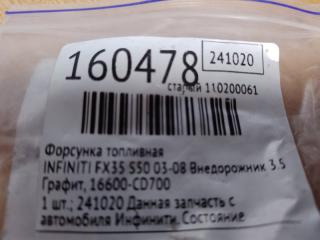 160478
241020
старый 110200061
Форсунка топливная
INFINITI FX35 S50 03-08 Внедорожник 3.5
Графит, 16600-CD700
1 шт.; 241020 Данная запчасть с
автомобиля Инфинити. Состояние